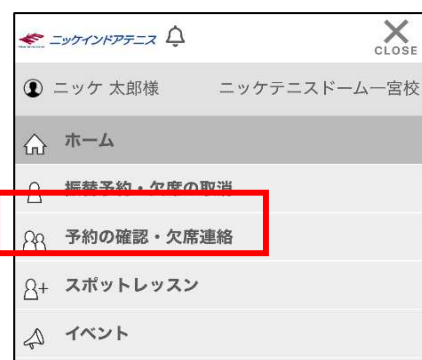 ニッケインドアテニス
CLOSE
ニッケ 太郎様 ニッケテニスドーム一宮校
ホーム
振替予約・欠席の取消
予約の確認・欠席連絡
スポットレッスン
イベント